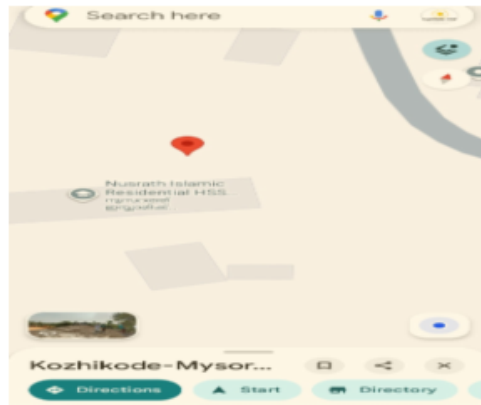 Search here
Nusrath Islamic
Residential HSS...
Kozhikode-Mysor...
Directions
Start
Directory